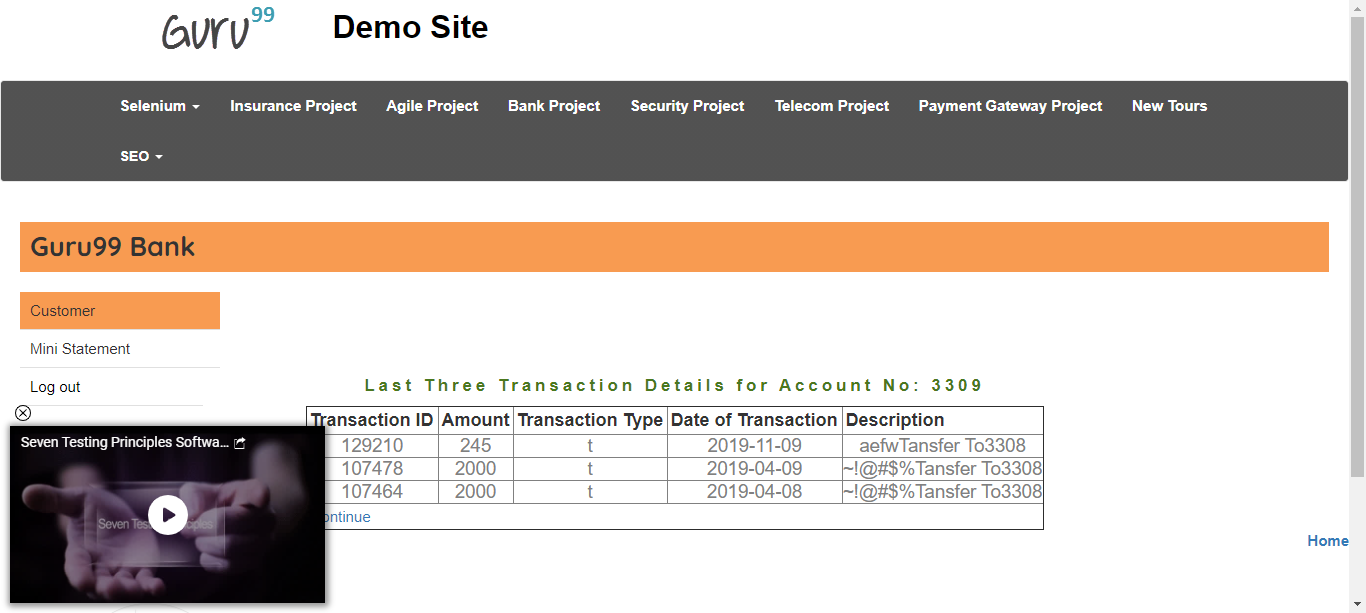 Guru99
Demo Site
Selenium Insurance Project Agile Project Bank Project Security Project Telecom Project Payment Gateway Project New Tours
SEO
Guru99 Bank
Customer
Mini Statement
Log out
Last Three Transaction Details for Account No: 3309
Transaction ID Amount Transaction Type Date of Transaction Description
129210 245 t 2019-11-09 aefwTansfer To3308
107478 2000 t 2019-04-09 ~!@#$%Tansfer To3308
107464 2000 t 2019-04-08 ~!@#$%Tansfer To3308
ontinue
Seven Testing Principles Softwa...
Seven Tes
Home